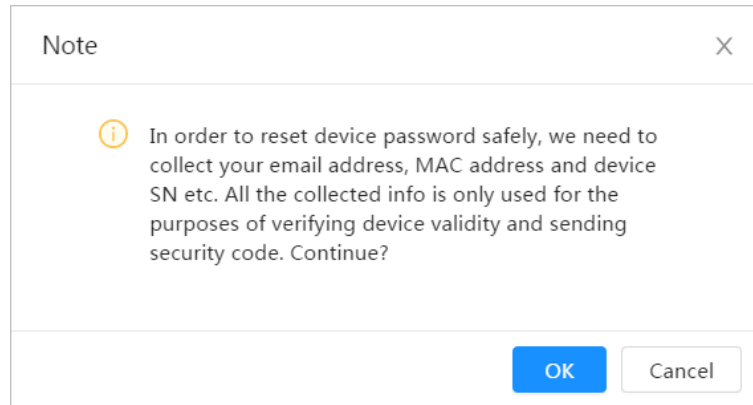 Note
In order to reset device password safely, we need to
collect your email address, MAC address and device
SN etc. All the collected info is only used for the
purposes of verifying device validity and sending
security code. Continue?
OK
Cancel